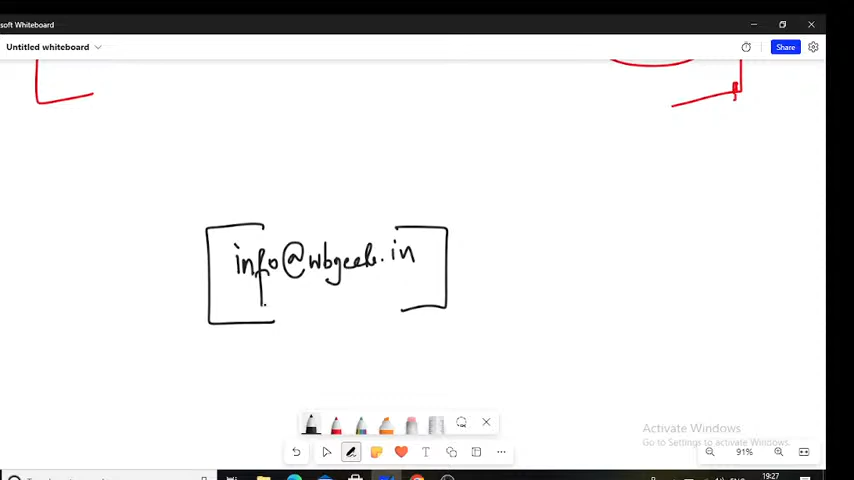 soft Whiteboard
Untitled whiteboard
Share
info@wbgeeks.in
Activate Windows
Go to Settings to activate Windows.
91%
19:27